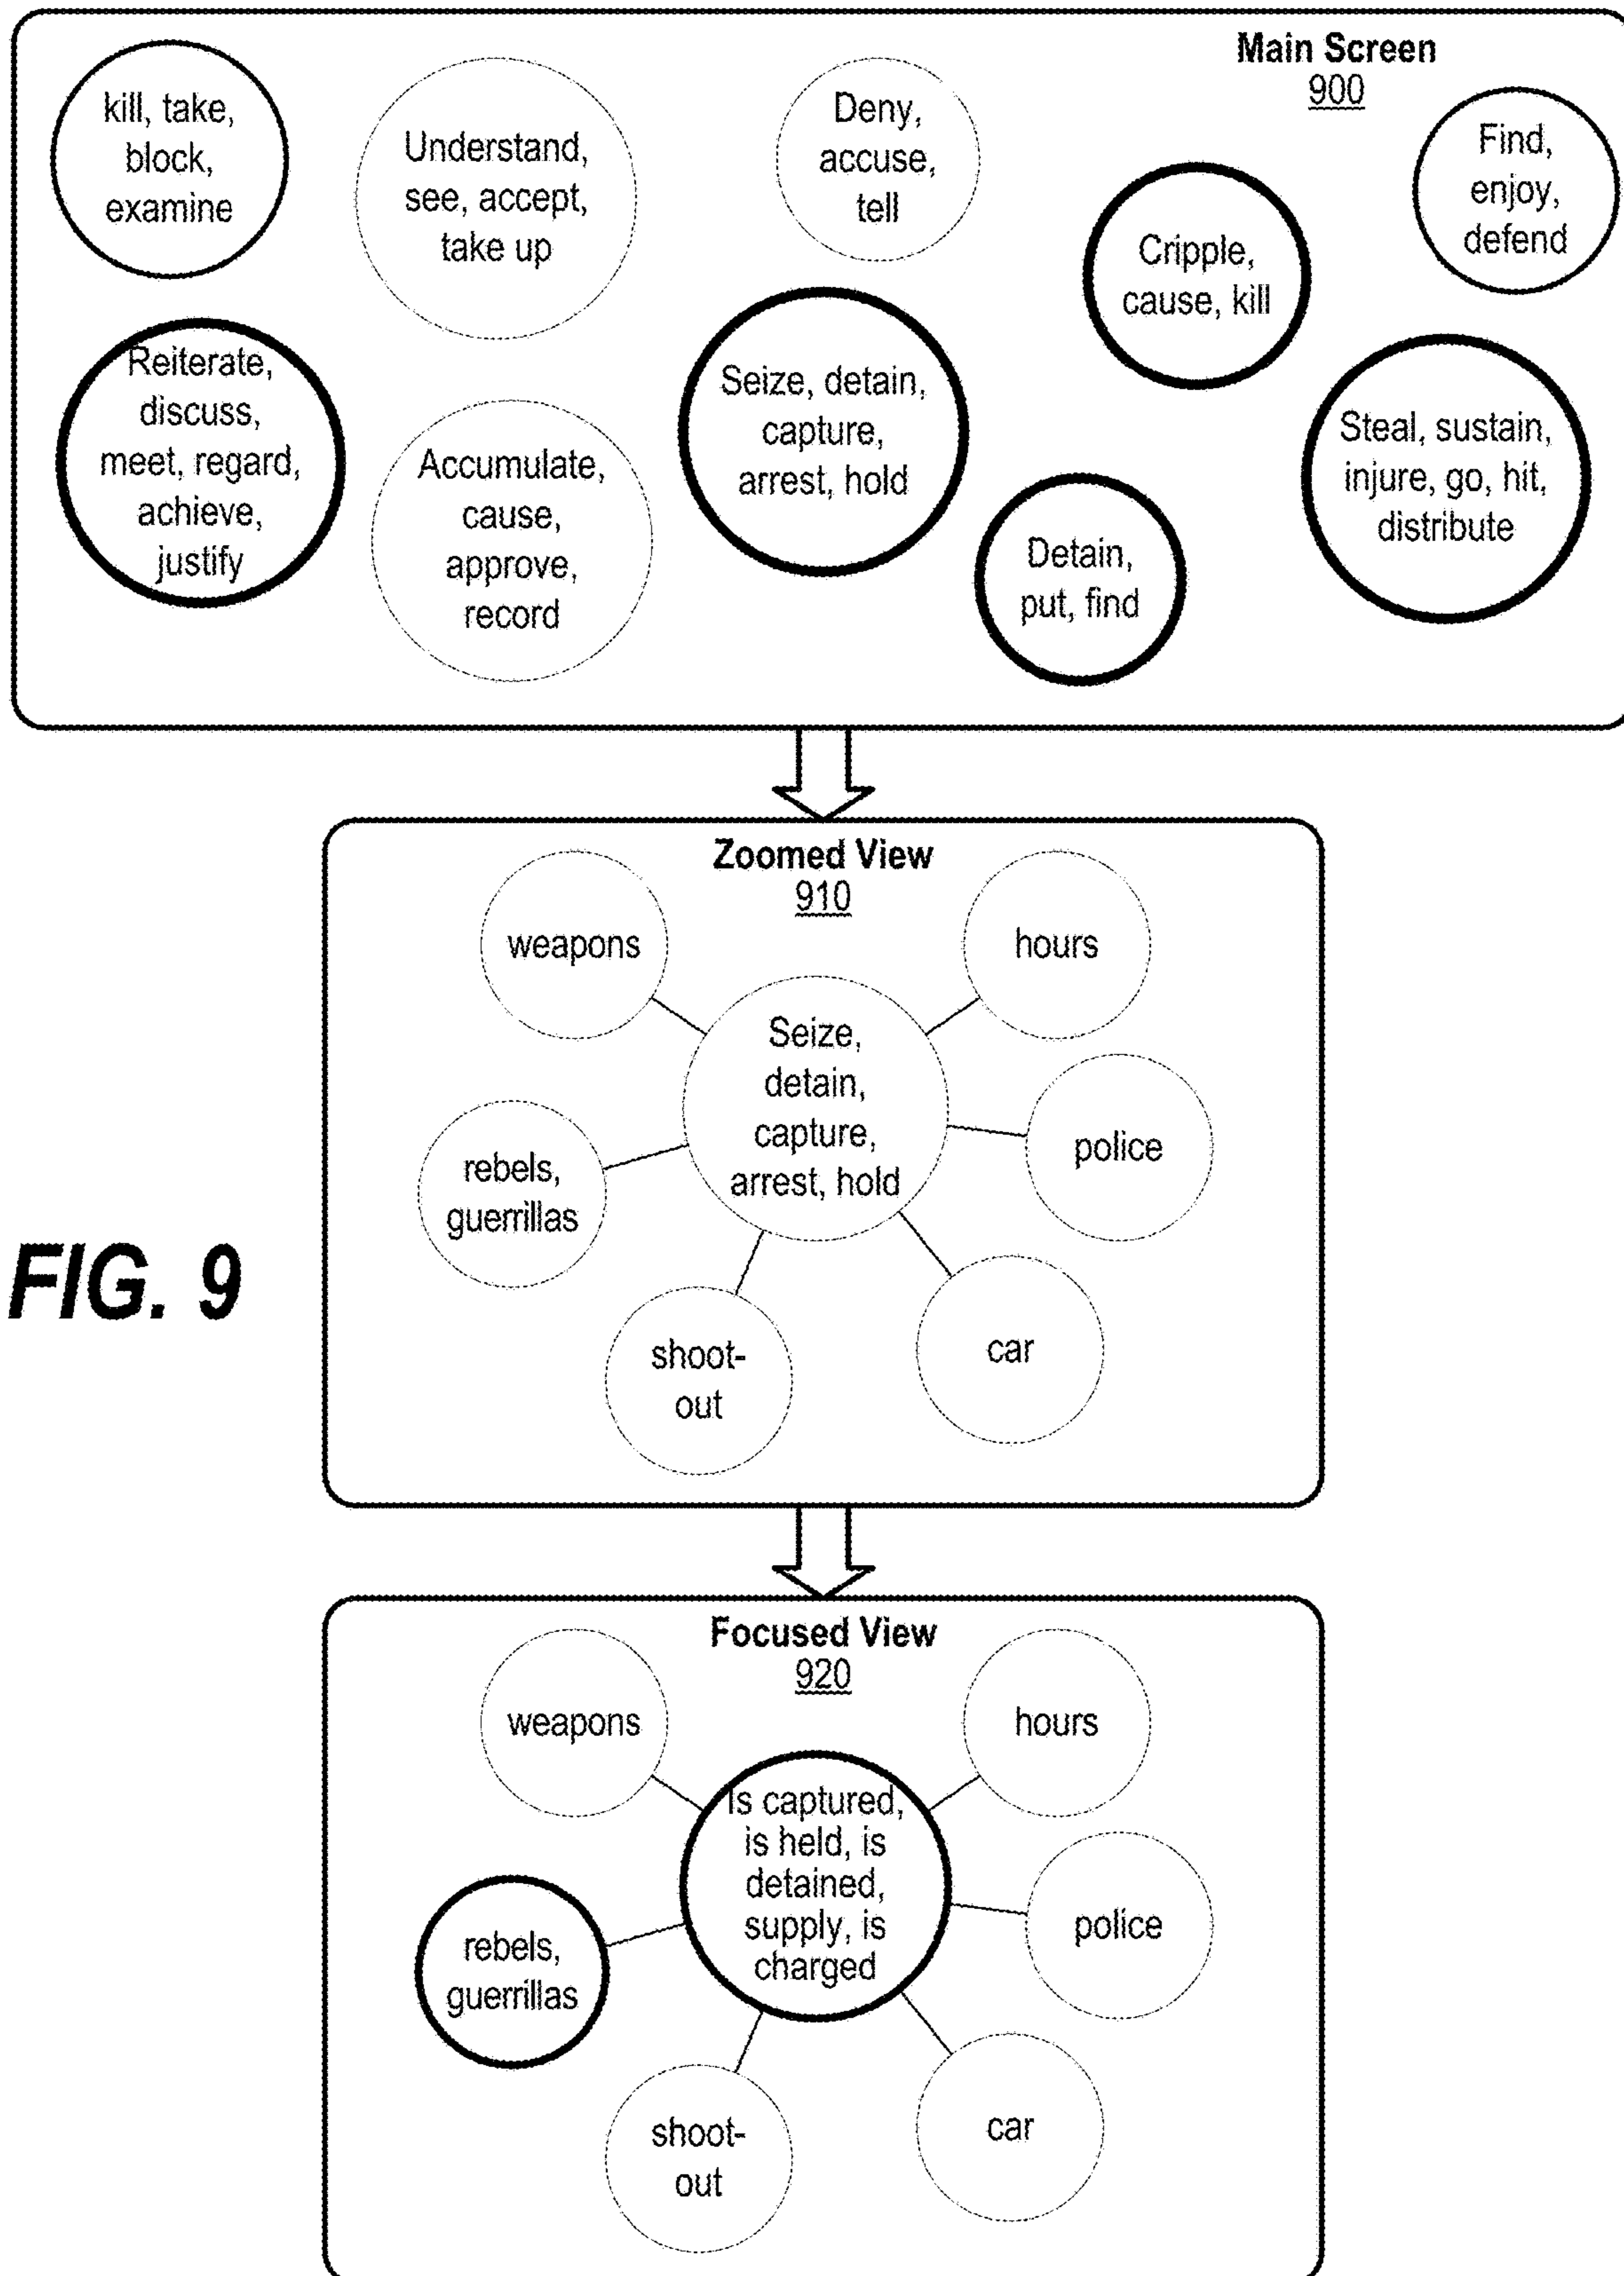 Main Screen
900
kill, take,
block,
examine
Understand,
see, accept,
take up
Deny,
accuse,
tell
Cripple,
cause, kill
Find,
enjoy,
defend
Reiterate,
discuss,
meet, regard,
achieve,
justify
Accumulate,
cause,
approve,
record
Seize, detain,
capture,
arrest, hold
Detain,
put, find
Steal, sustain,
injure, go, hit,
distribute
Zoomed View
910
weapons
hours
Seize,
detain,
capture,
arrest, hold
police
rebels,
guerrillas
shoot-
out
car
FIG. 9
Focused View
920
weapons
hours
Is captured,
is held, is
detained,
supply, is
charged
police
rebels,
guerrillas
shoot-
out
car